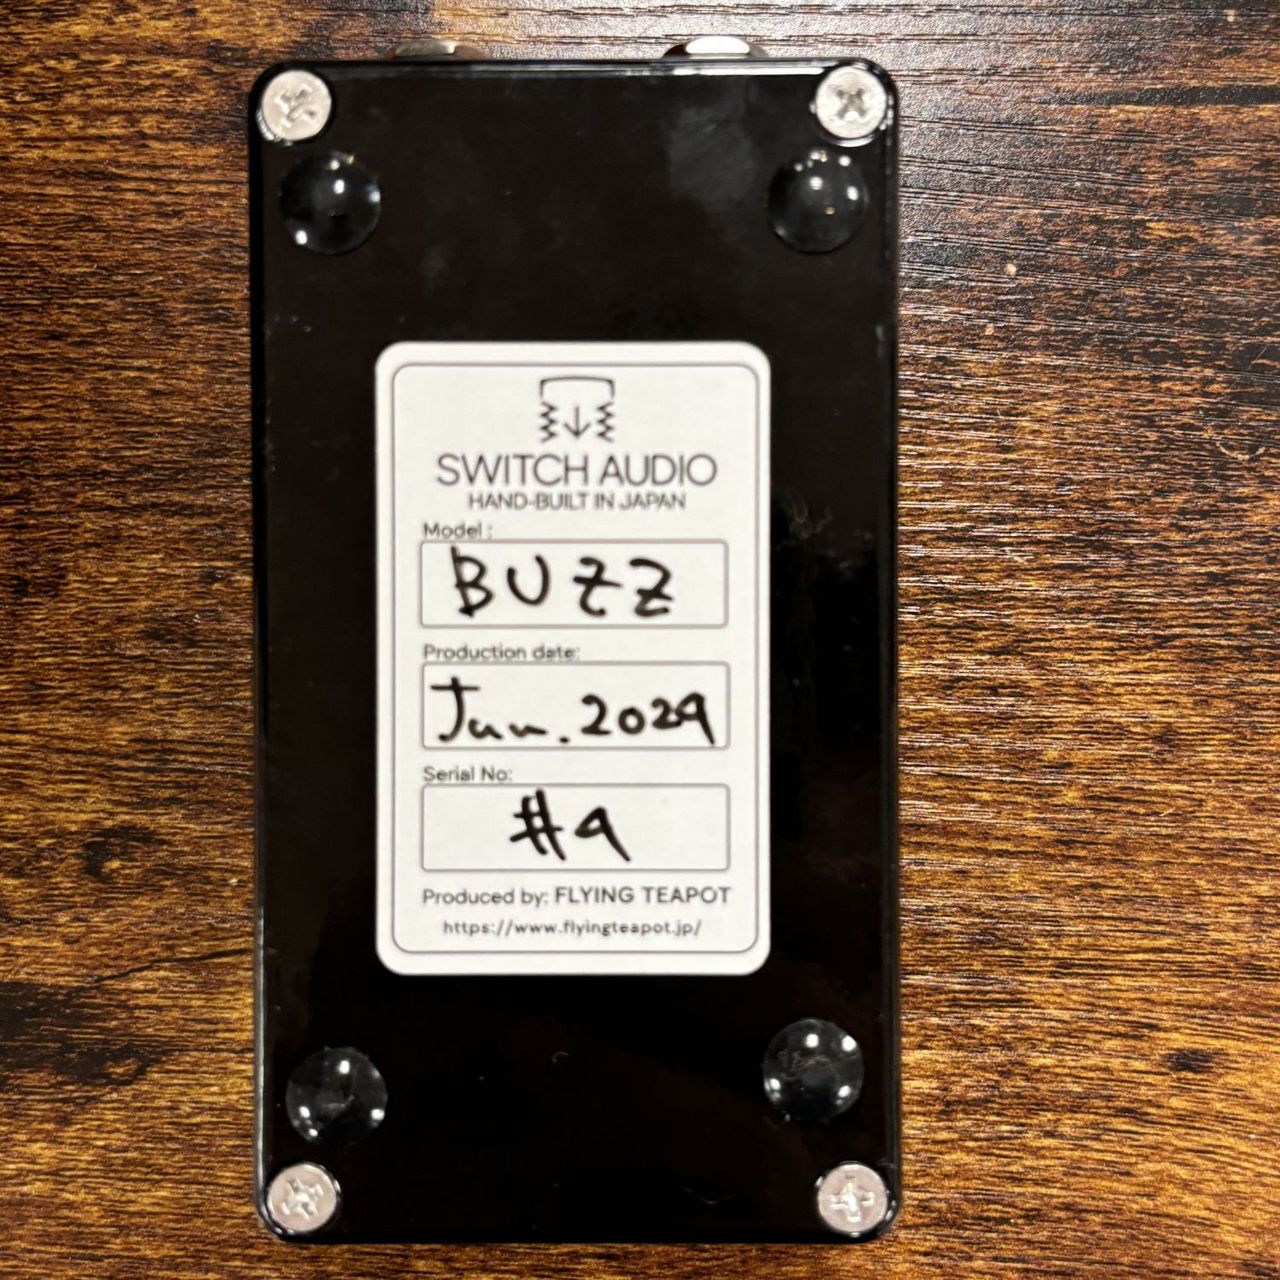 SWITCH AUDIO
HAND-BUILT IN JAPAN
Model :
BUZZ
Production date:
Jan. 2024
Serial No:
#9
Produced by: FLYING TEAPOT
https://www.flyingteapot.jp/